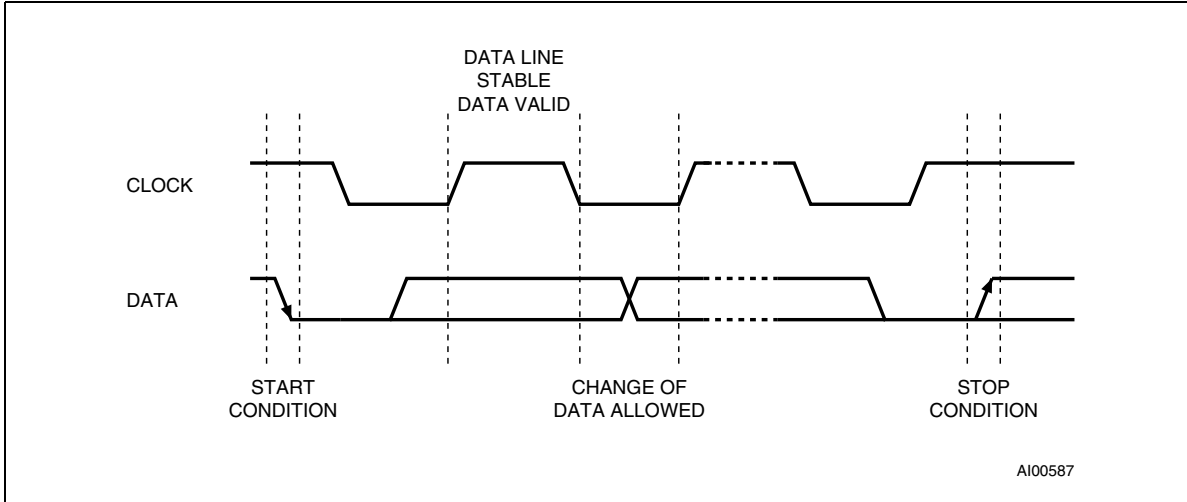 DATA LINE
STABLE
DATA VALID
CLOCK
DATA
START
CONDITION
CHANGE OF
DATA ALLOWED
STOP
CONDITION
AI00587